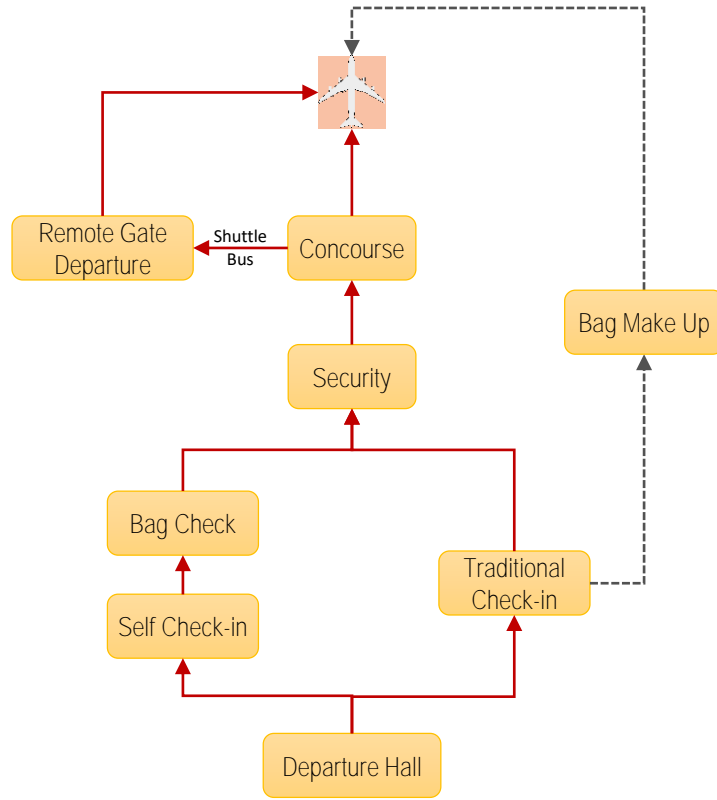 Remote Gate
Departure
Shuttle
Bus
Concourse
Bag Make Up
Security
Bag Check
Traditional
Check-in
Self Check-in
Departure Hall